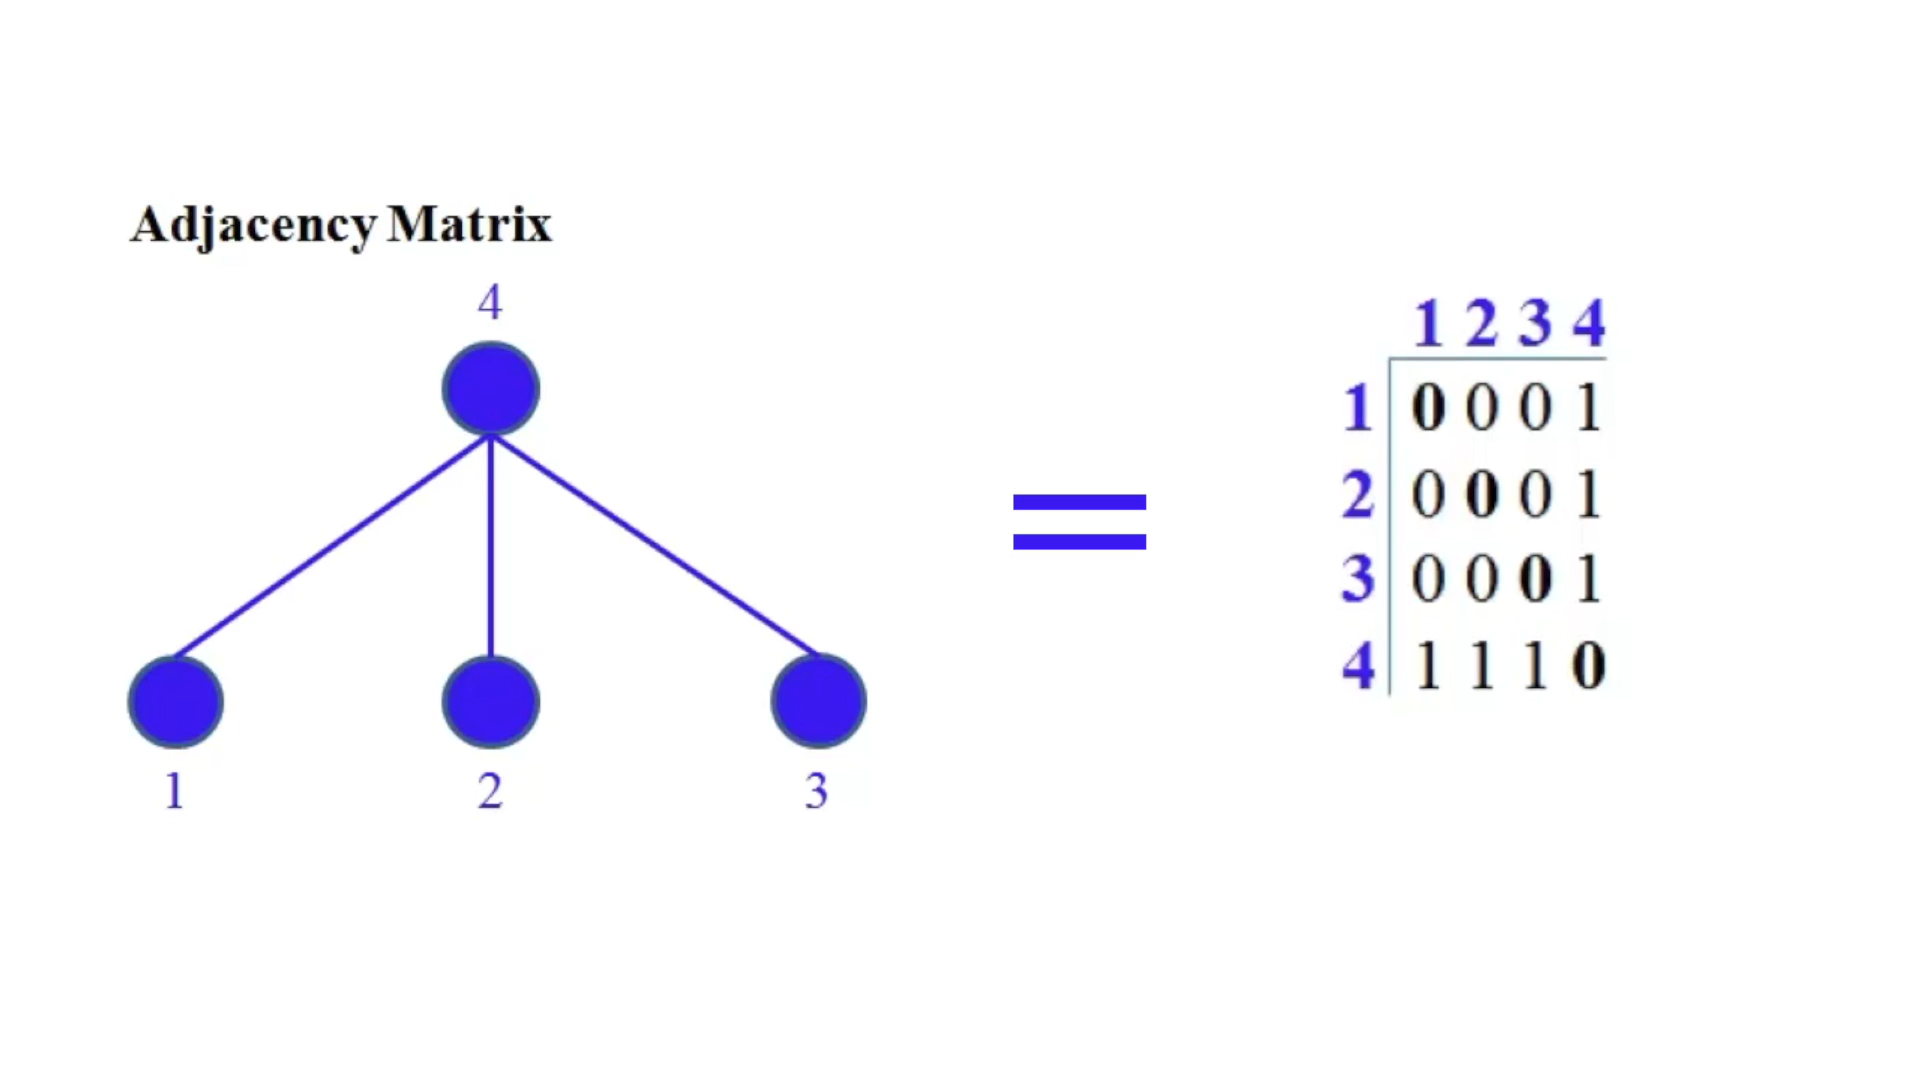 Adjacency Matrix
4
1 2 3
=
1 2 3 4
1 0 0 0 1
2 0 0 0 1
3 0 0 0 1
4 1 1 1 0